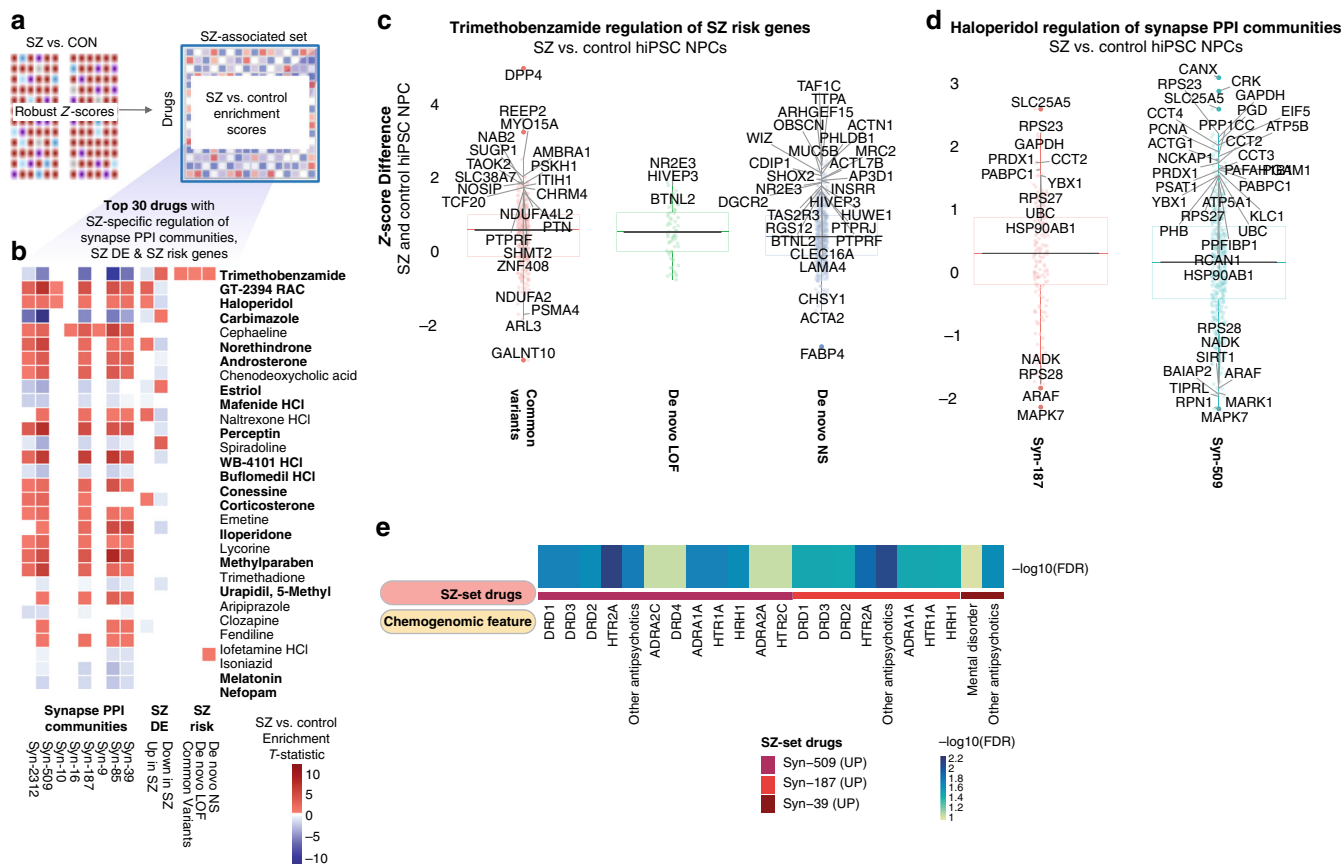 a
SZ vs. CON
Robust Z-scores
SZ-associated set
Drugs
SZ vs. control
enrichment
scores
Top 30 drugs with
SZ-specific regulation of
synapse PPI communities,
SZ DE & SZ risk genes
b
Trimethobenzamide
GT-2394 RAC
Haloperidol
Carbimazole
Cephaeline
Norethindrone
Androsterone
Chenodeoxycholic acid
Estriol
Mafenide HCl
Naltrexone HCl
Perceptin
Spiradoline
WB-4101 HCl
Buflomedil HCl
Conessine
Corticosterone
Emetine
Iloperidone
Lycorine
Methylparaben
Trimethadione
Urapidil, 5-Methyl
Aripiprazole
Clozapine
Fendiline
Iofetamine HCl
Isoniazid
Melatonin
Nefopam
Synapse PPI
communities
SZ
DE
SZ
risk
Syn-2312
Syn-509
Syn-10
Syn-16
Syn-187
Syn-9
Syn-85
Syn-39
Up in SZ
Down in SZ
Common Variants
De novo LOF
De novo NS
SZ vs. control
Enrichment
T-statistic
10
5
0
−5
−10
c
Trimethobenzamide regulation of SZ risk genes
SZ vs. control hiPSC NPCs
Z-score Difference
SZ and control hiPSC NPC
4
2
0
−2
DPP4
REEP2
MYO15A
NAB2
SUGP1
AMBRA1
TAOK2
PSKH1
SLC38A7
ITIH1
NOSIP
CHRM4
TCF20
NDUFA4L2
PTN
PTPRF
SHMT2
ZNF408
NDUFA2
PSMA4
ARL3
GALNT10
Common
variants
NR2E3
HIVEP3
BTNL2
De novo LOF
TAF1C
TTPA
ARHGEF15
OBSCN
ACTN1
WIZ
PHLDB1
MUC5B
MRC2
CDIP1
ACTL7B
SHOX2
AP3D1
NR2E3
INSRR
DGCR2
HIVEP3
TAS2R3
HUWE1
RGS12
PTPRJ
BTNL2
PTPRF
CLEC16A
LAMA4
CHSY1
ACTA2
FABP4
De novo NS
d
Haloperidol regulation of synapse PPI communities
SZ vs. control hiPSC NPCs
3
2
1
0
−1
−2
SLC25A5
RPS23
GAPDH
PRDX1
CCT2
PABPC1
YBX1
RPS27
UBC
HSP90AB1
NADK
RPS28
ARAF
MAPK7
Syn-187
CANX
RPS23
CRK
SLC25A5
GAPDH
CCT4
PGD
EIF5
PCNA
PPP1CC
ATP5B
ACTG1
CCT2
NCKAP1
CCT3
PRDX1
PSAT1
PABPC1
YBX1
ATP5A1
RPS27
KLC1
PHB
UBC
PPFIBP1
RCAN1
HSP90AB1
RPS28
NADK
SIRT1
BAIAP2
ARAF
TIPRL
RPN1
MARK1
MAPK7
Syn-509
e
−log10(FDR)
SZ-set drugs
Chemogenomic feature
DRD1
DRD3
DRD2
HTR2A
Other antipsychotics
ADRA2C
DRD4
ADRA1A
HTR1A
HRH1
ADRA2A
HTR2C
DRD1
DRD3
DRD2
HTR2A
Other antipsychotics
ADRA1A
HTR1A
HRH1
Mental disorder
Other antipsychotics
SZ-set drugs
Syn−509 (UP)
Syn−187 (UP)
Syn−39 (UP)
−log10(FDR)
2.2
2
1.8
1.6
1.4
1.2
1